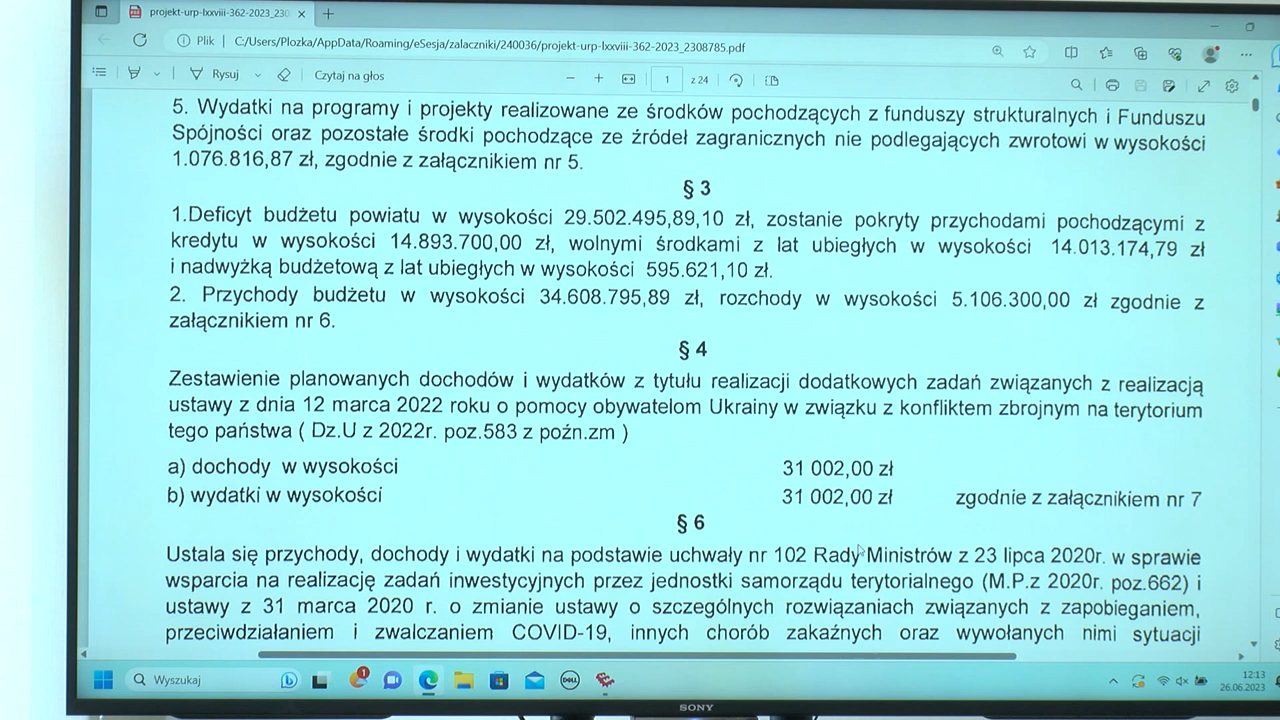 projekt-urp-lxxviii-362-2023_230
Plik
C:/Users/Plozka/AppData/Roaming/eSesja/zalaczniki/240036/projekt-urp-lxxviii-362-2023_2308785.pdf
Rysuj
Czytaj na głos
1
z 24
5. Wydatki na programy i projekty realizowane ze środków pochodzących z funduszy strukturalnych i Funduszu
Spójności oraz pozostałe środki pochodzące ze źródeł zagranicznych nie podlegających zwrotowi w wysokości
1.076.816,87 zł, zgodnie z załącznikiem nr 5.
§ 3
1.Deficyt budżetu powiatu w wysokości 29.502.495,89,10 zł, zostanie pokryty przychodami pochodzącymi z
kredytu w wysokości 14.893.700,00 zł, wolnymi środkami z lat ubiegłych w wysokości 14.013.174,79 zł
i nadwyżką budżetową z lat ubiegłych w wysokości 595.621,10 zł.
2. Przychody budżetu w wysokości 34.608.795,89 zł, rozchody w wysokości 5.106.300,00 zł zgodnie z
załącznikiem nr 6.
§ 4
Zestawienie planowanych dochodów i wydatków z tytułu realizacji dodatkowych zadań związanych z realizacją
ustawy z dnia 12 marca 2022 roku o pomocy obywatelom Ukrainy w związku z konfliktem zbrojnym na terytorium
tego państwa ( Dz.U z 2022r. poz.583 z poźn.zm )
a) dochody w wysokości 31 002,00 zł
b) wydatki w wysokości 31 002,00 zł zgodnie z załącznikiem nr 7
§ 6
Ustala się przychody, dochody i wydatki na podstawie uchwały nr 102 Rady Ministrów z 23 lipca 2020r. w sprawie
wsparcia na realizację zadań inwestycyjnych przez jednostki samorządu terytorialnego (M.P.z 2020r. poz.662) i
ustawy z 31 marca 2020 r. o zmianie ustawy o szczególnych rozwiązaniach związanych z zapobieganiem,
przeciwdziałaniem i zwalczaniem COVID-19, innych chorób zakaźnych oraz wywołanych nimi sytuacji
Wyszukaj
1
DELL
12:13
26.06.2023
SONY